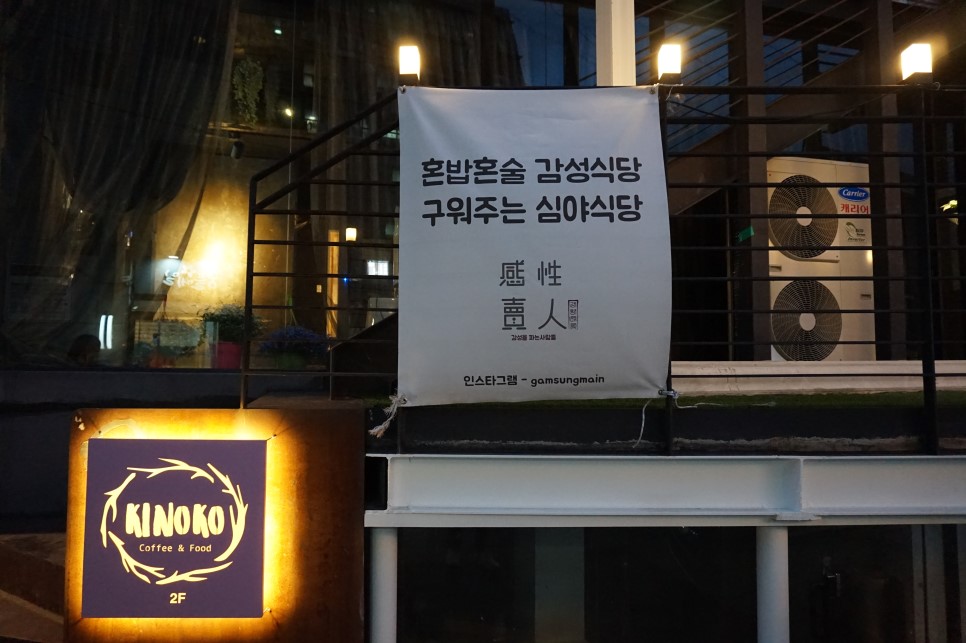 혼밥혼술 감성식당
구워주는 심야식당
感性
賣人
감성을 파는사람들
인스타그램 - gamsungmain
Carrier
캐리어
KINOKO
Coffee & Food
2F